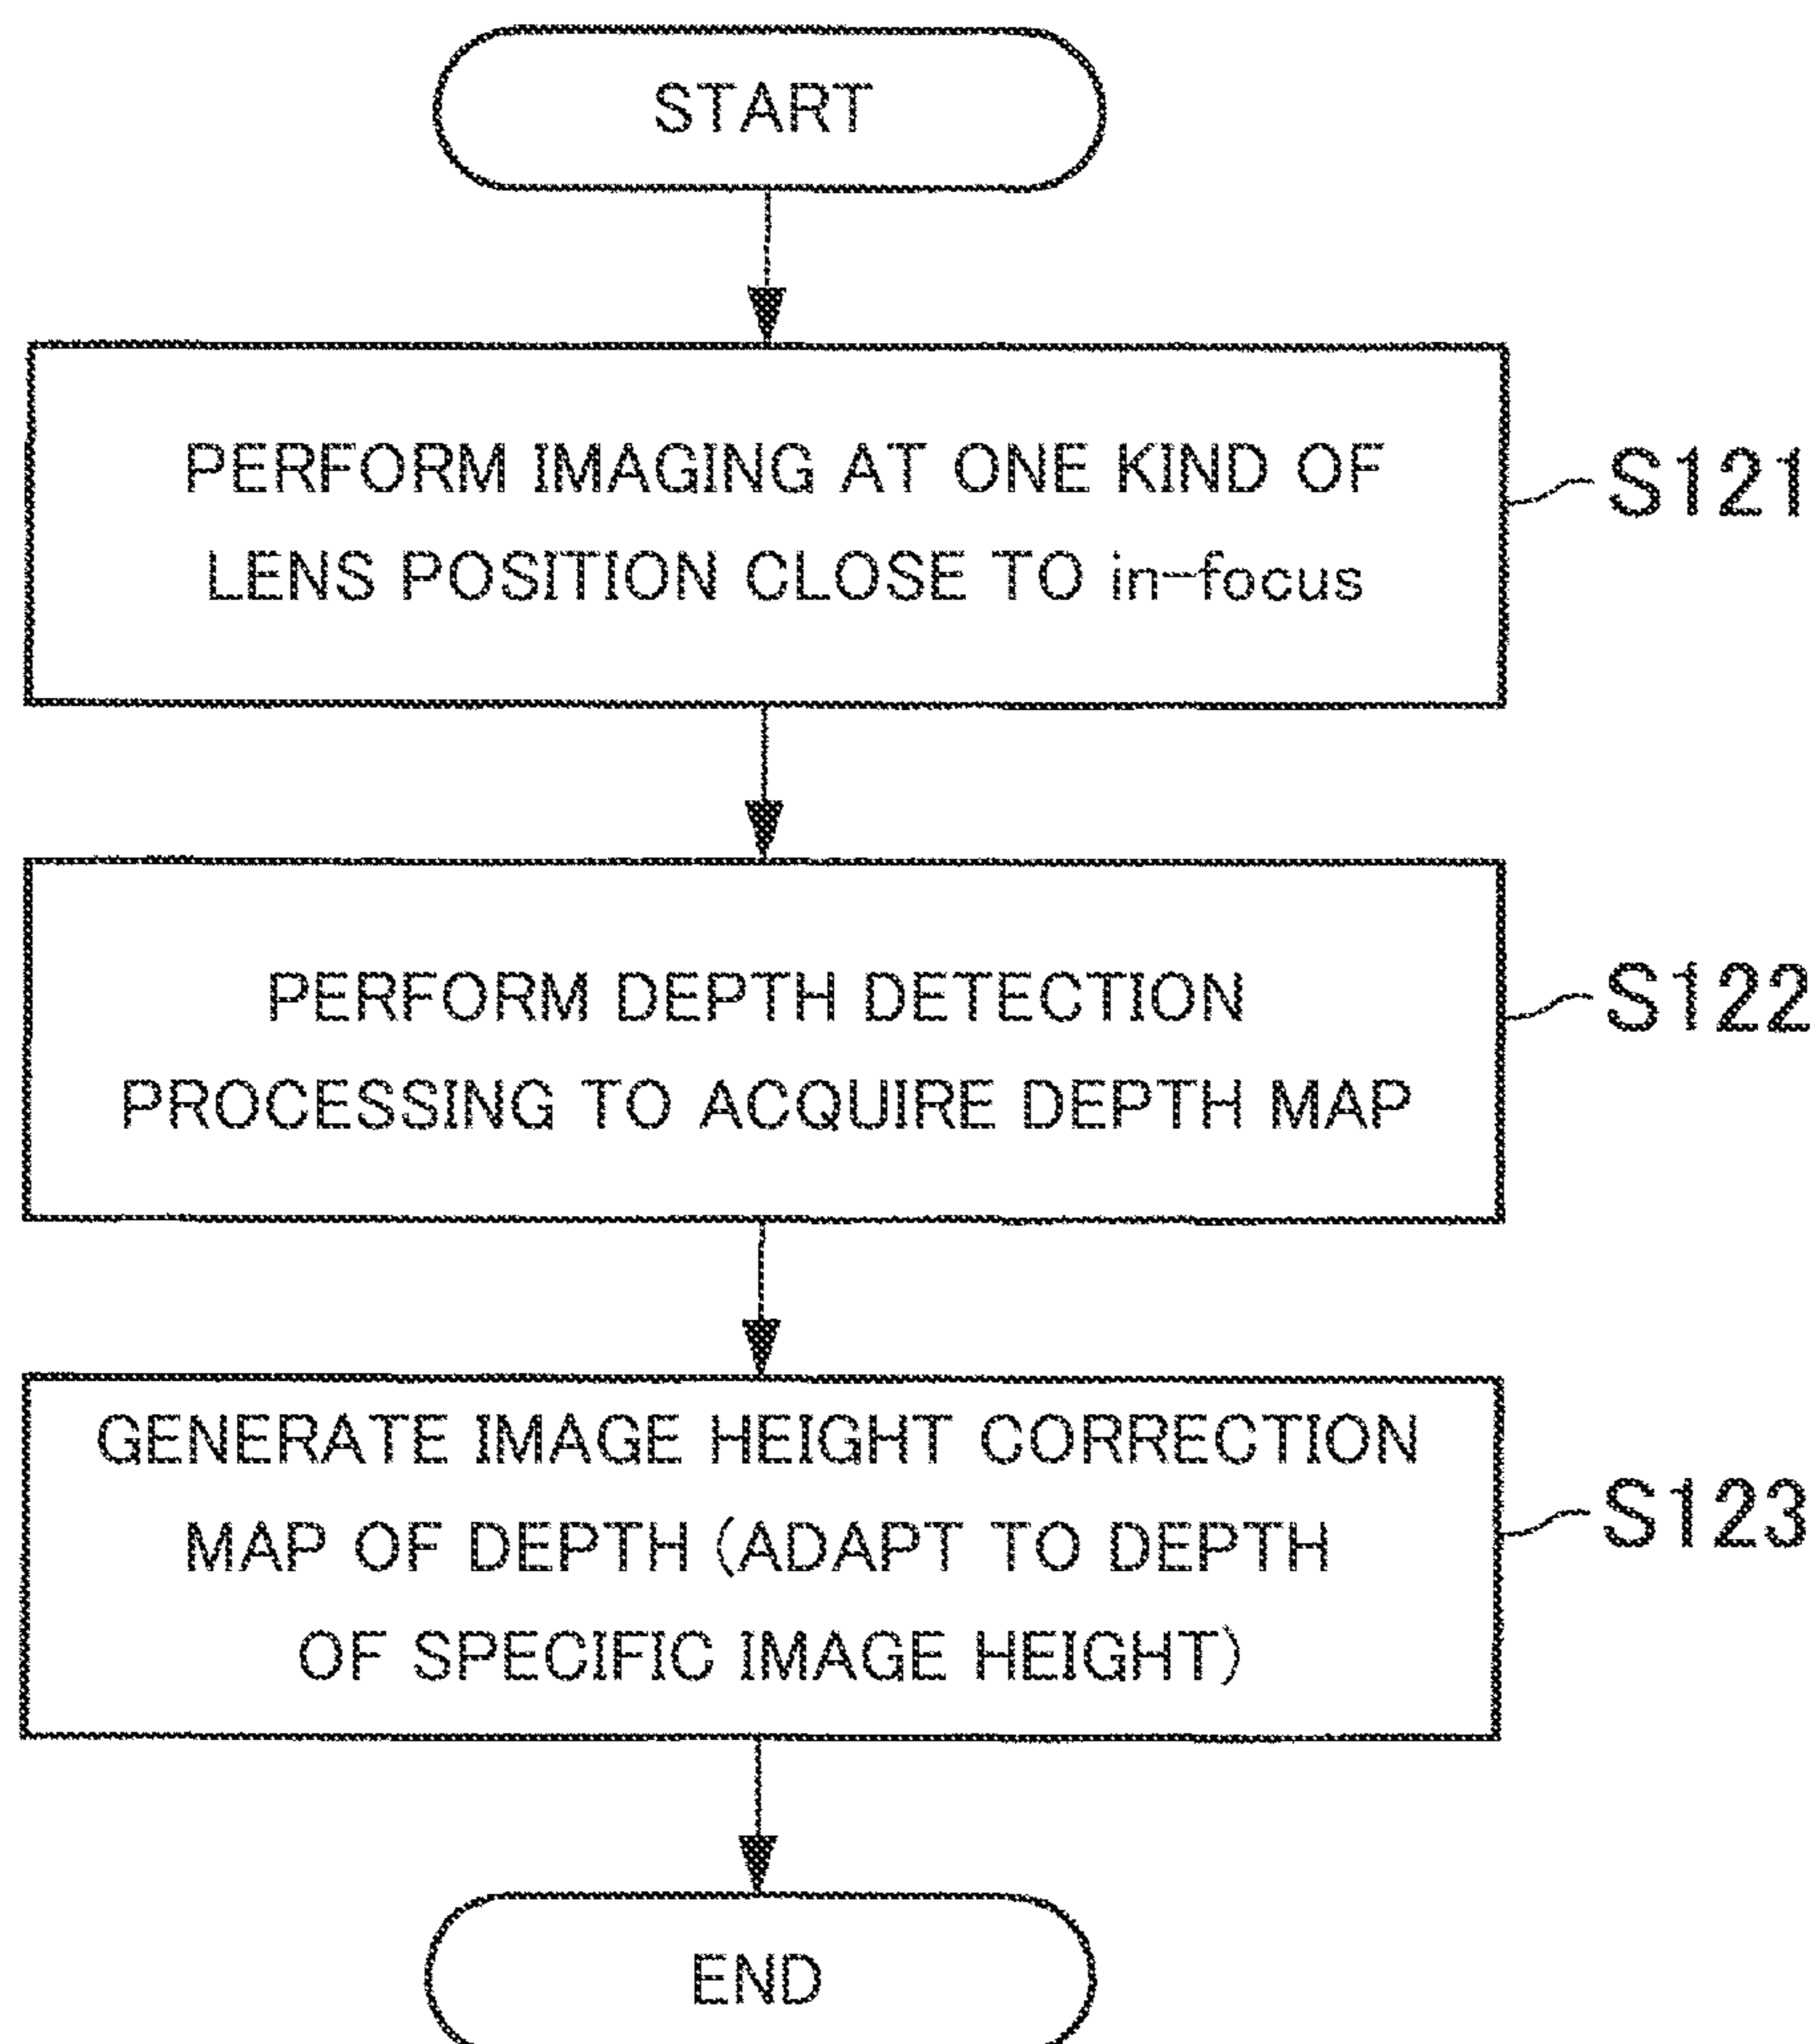 START
PERFORM IMAGING AT ONE KIND OF
LENS POSITION CLOSE TO in-focus
S121
PERFORM DEPTH DETECTION
PROCESSING TO ACQUIRE DEPTH MAP
S122
GENERATE IMAGE HEIGHT CORRECTION
MAP OF DEPTH (ADAPT TO DEPTH
OF SPECIFIC IMAGE HEIGHT)
S123
END